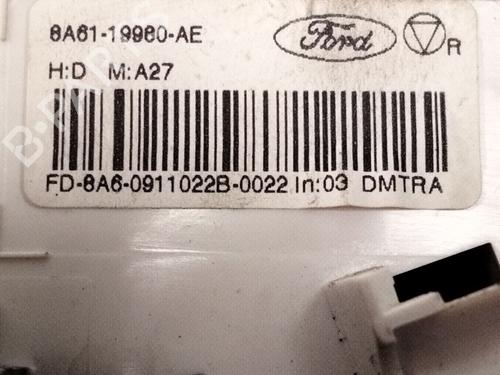 8A61-19980-AE
Ford
R
H:D M:A27
FD-8A6-0911022B-0022 In:03 DMTRA